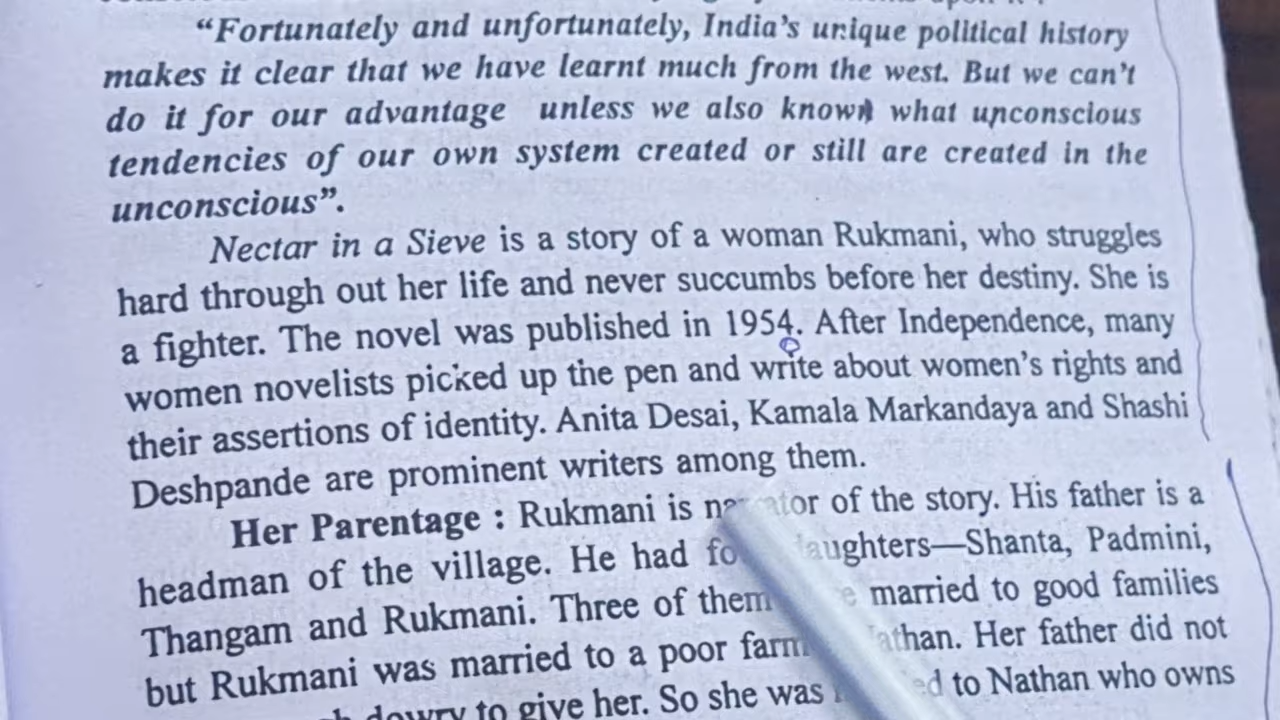 “Fortunately and unfortunately, India’s unique political history
makes it clear that we have learnt much from the west. But we can’t
do it for our advantage unless we also known what unconscious
tendencies of our own system created or still are created in the
unconscious”.
Nectar in a Sieve is a story of a woman Rukmani, who struggles
hard through out her life and never succumbs before her destiny. She is
a fighter. The novel was published in 1954. After Independence, many
women novelists picked up the pen and write about women’s rights and
their assertions of identity. Anita Desai, Kamala Markandaya and Shashi
Deshpande are prominent writers among them.
Her Parentage : Rukmani is narrator of the story. His father is a
headman of the village. He had daughters—Shanta, Padmini,
Thangam and Rukmani. Three of them married to good families
but Rukmani was married to a poor Nathan. Her father did not
dowry to give her. So she was to Nathan who owns